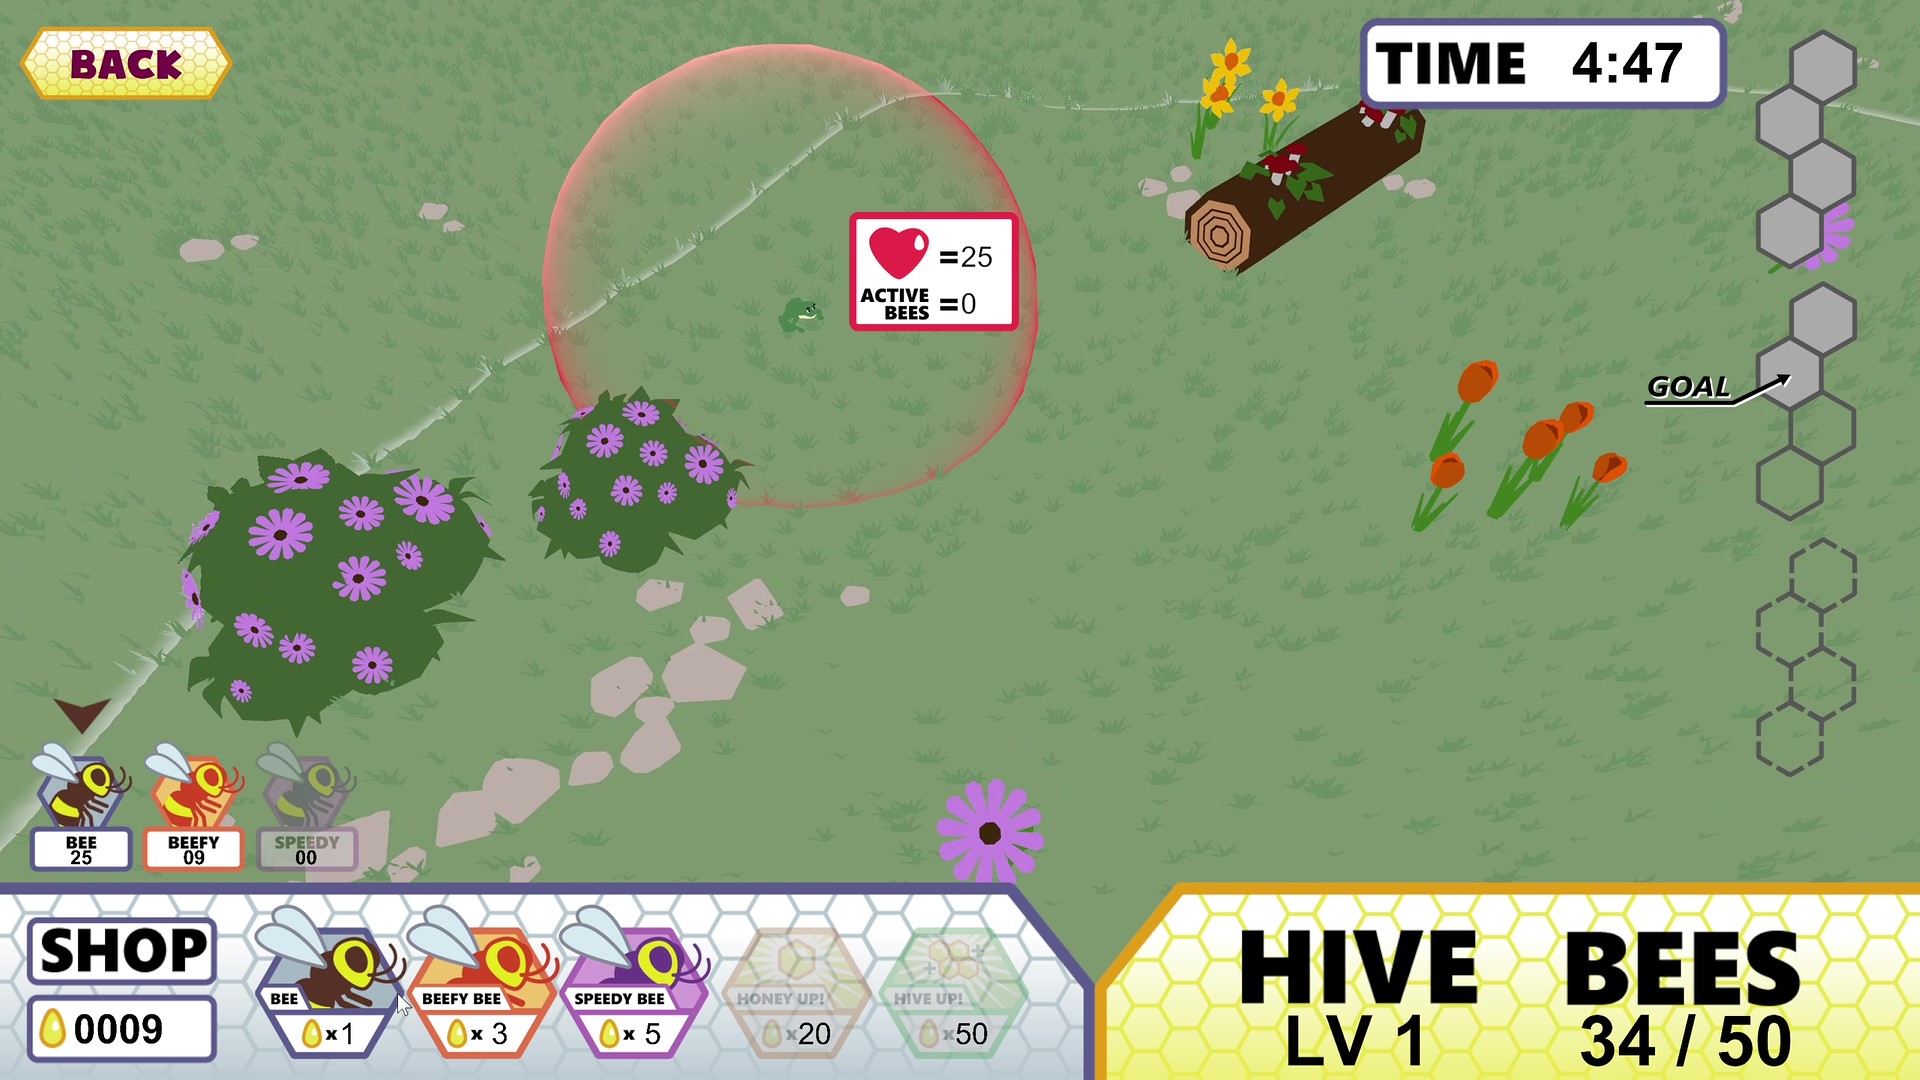 BACK
TIME 4:47
=25
ACTIVE
BEES =0
GOAL
BEE
25
BEEFY
09
SPEEDY
00
SHOP
0009
BEE
x1
BEEFY BEE
x 3
SPEEDY BEE
x 5
HONEY UP!
x20
HIVE UP!
x50
HIVE
LV 1
BEES
34 / 50